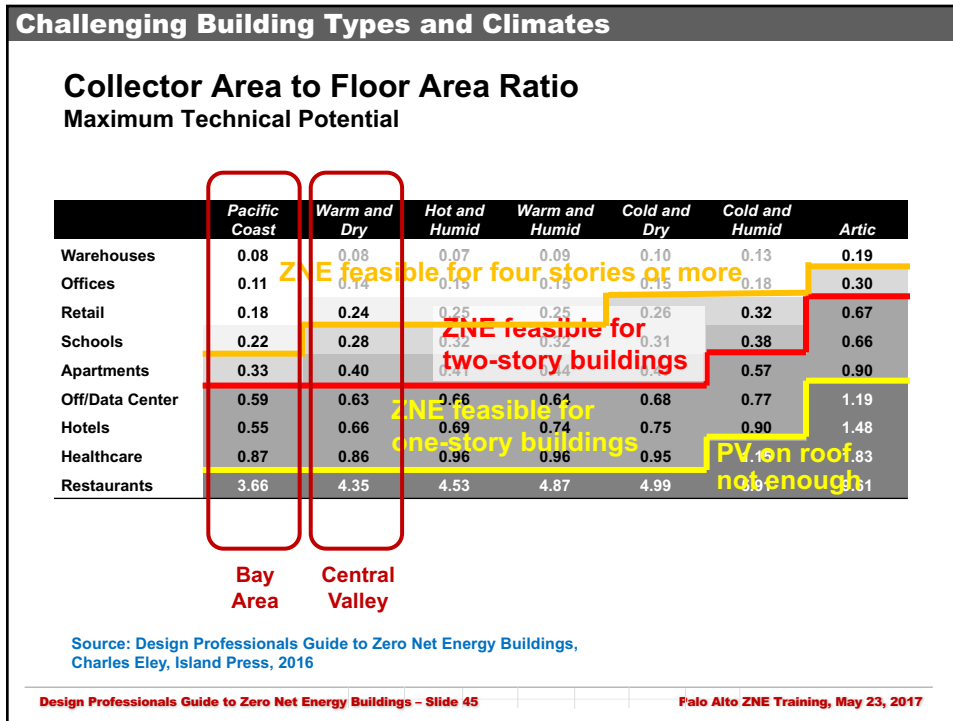 Challenging Building Types and Climates
Collector Area to Floor Area Ratio
Maximum Technical Potential
Pacific Coast Warm and Dry Hot and Humid Warm and Humid Cold and Dry Cold and Humid Artic
Warehouses 0.08 0.08 0.07 0.09 0.10 0.13 0.19
ZNE feasible for four stories or more
Offices 0.11 0.14 0.15 0.15 0.15 0.18 0.30
Retail 0.18 0.24 0.25 0.25 0.26 0.32 0.67
ZNE feasible for
Schools 0.22 0.28 0.32 0.32 0.31 0.38 0.66
two-story buildings
Apartments 0.33 0.40 0.41 0.44 0.57 0.90
Off/Data Center 0.59 0.63 0.66 0.64 0.68 0.77 1.19
ZNE feasible for
Hotels 0.55 0.66 0.69 0.74 0.75 0.90 1.48
one-story buildings
Healthcare 0.87 0.86 0.96 0.96 0.95 1.15 1.83
PV on roof
not enough
Restaurants 3.66 4.35 4.53 4.87 4.99
Bay Area
Central Valley
Source: Design Professionals Guide to Zero Net Energy Buildings,
Charles Eley, Island Press, 2016
Design Professionals Guide to Zero Net Energy Buildings – Slide 45 Palo Alto ZNE Training, May 23, 2017